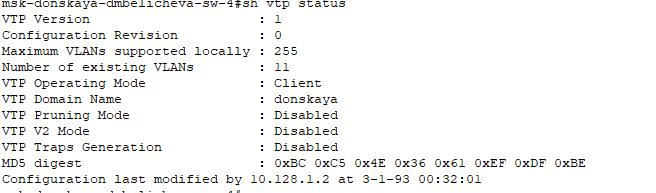 msk-donskaya-dmbelicheva-sw-4#sh vtp status
VTP Version                     : 1
Configuration Revision          : 0
Maximum VLANs supported locally : 255
Number of existing VLANs        : 11
VTP Operating Mode              : Client
VTP Domain Name                 : donskaya
VTP Pruning Mode                : Disabled
VTP V2 Mode                     : Disabled
VTP Traps Generation            : Disabled
MD5 digest                      : 0xBC 0xC5 0x4E 0x36 0x61 0xEF 0xDF 0xBE
Configuration last modified by 10.128.1.2 at 3-1-93 00:32:01